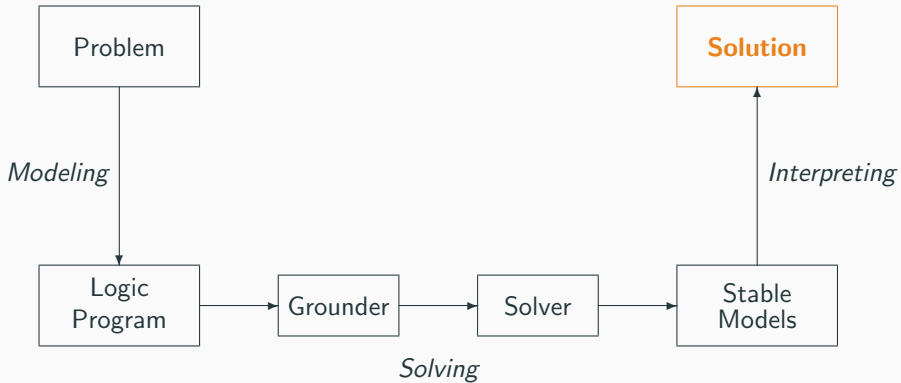 Problem
Solution
Modeling
Interpreting
Logic
Program
Grounder
Solver
Stable
Models
Solving